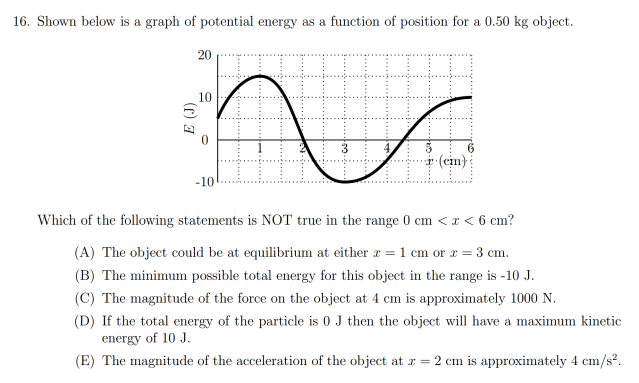 16. Shown below is a graph of potential energy as a function of position for a 0.50 kg object.
20
10
E (J)
0
1 2 3 4 5 6
x (cm)
-10
Which of the following statements is NOT true in the range 0 cm < x < 6 cm?
(A) The object could be at equilibrium at either x = 1 cm or x = 3 cm.
(B) The minimum possible total energy for this object in the range is -10 J.
(C) The magnitude of the force on the object at 4 cm is approximately 1000 N.
(D) If the total energy of the particle is 0 J then the object will have a maximum kinetic
energy of 10 J.
(E) The magnitude of the acceleration of the object at x = 2 cm is approximately 4 cm/s².